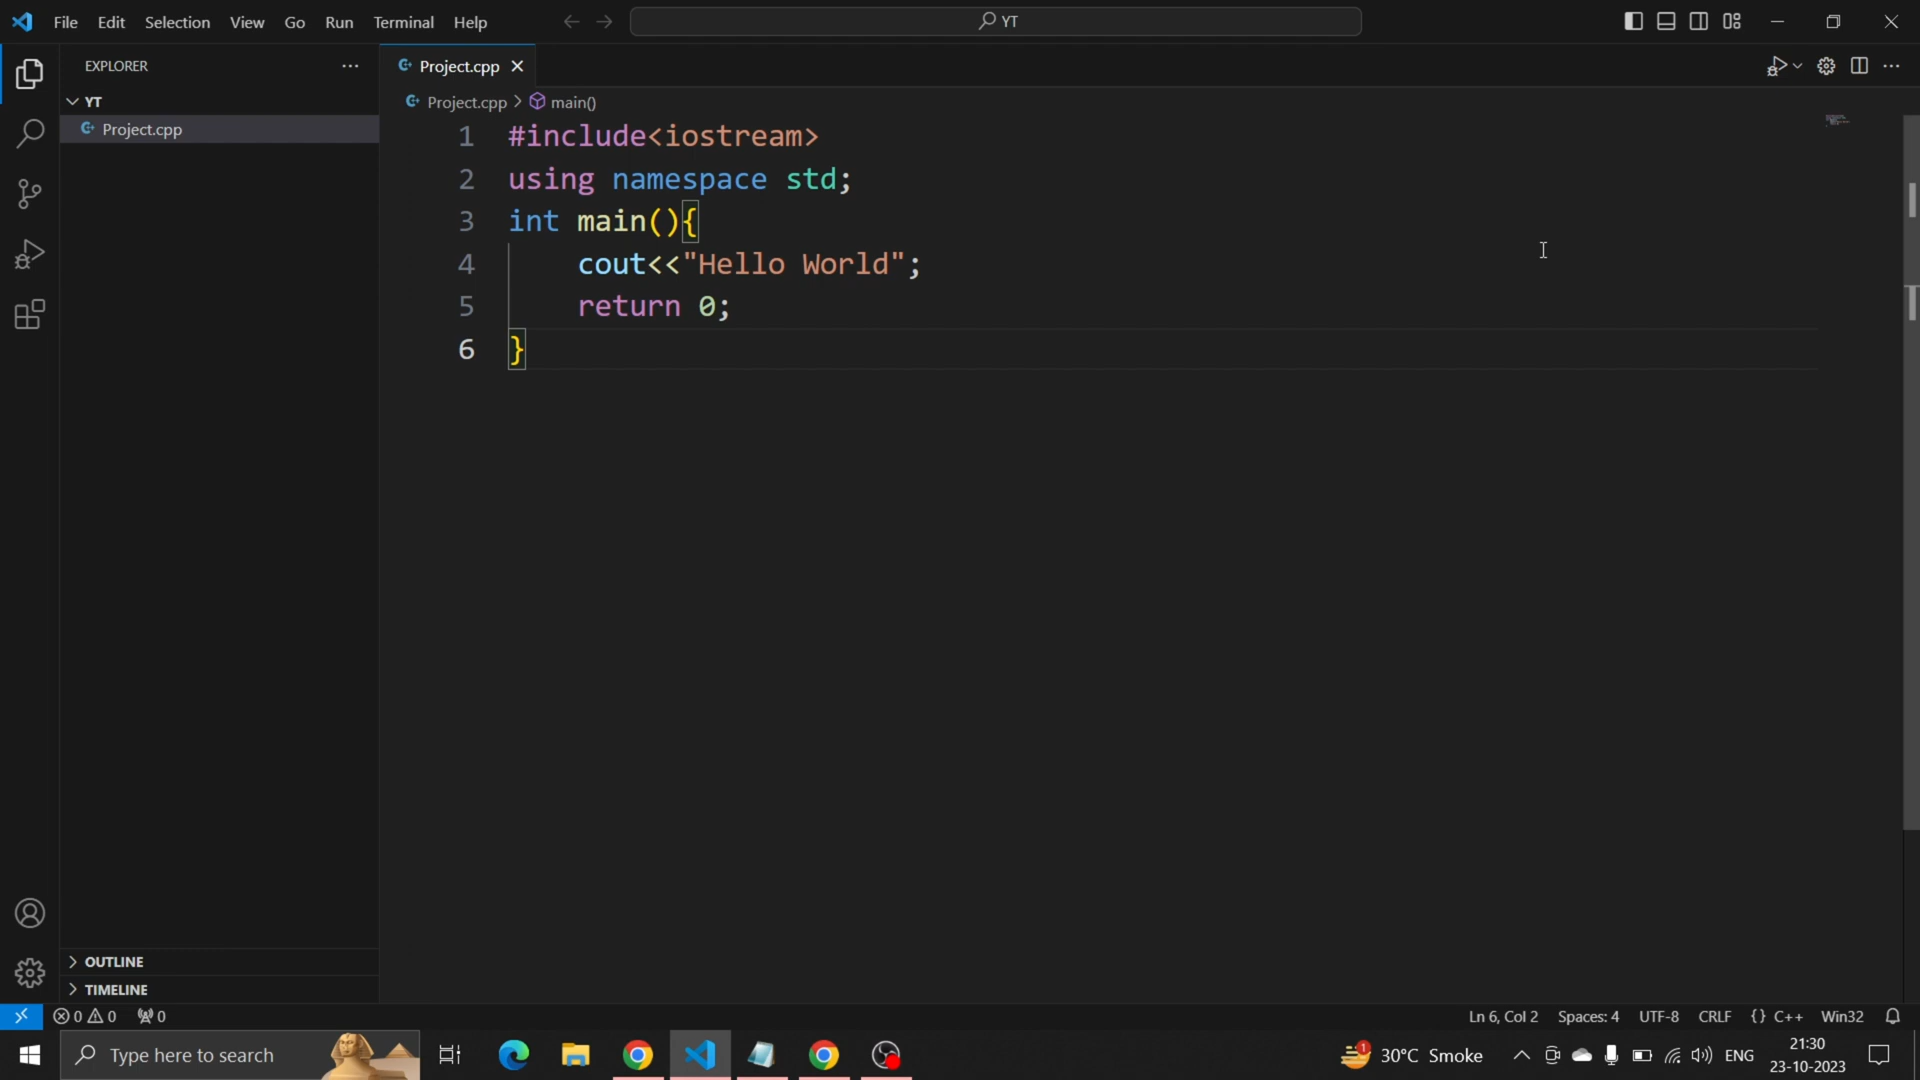 File Edit Selection View Go Run Terminal Help YT
EXPLORER
Project.cpp
YT
Project.cpp > main()
Project.cpp
1 #include<iostream>
2 using namespace std;
3 int main(){
4     cout<<"Hello World";
5     return 0;
6 }
OUTLINE
TIMELINE
0 0 0
Ln 6, Col 2 Spaces: 4 UTF-8 CRLF {} C++ Win32
Type here to search
1 30°C Smoke ENG 21:30
23-10-2023